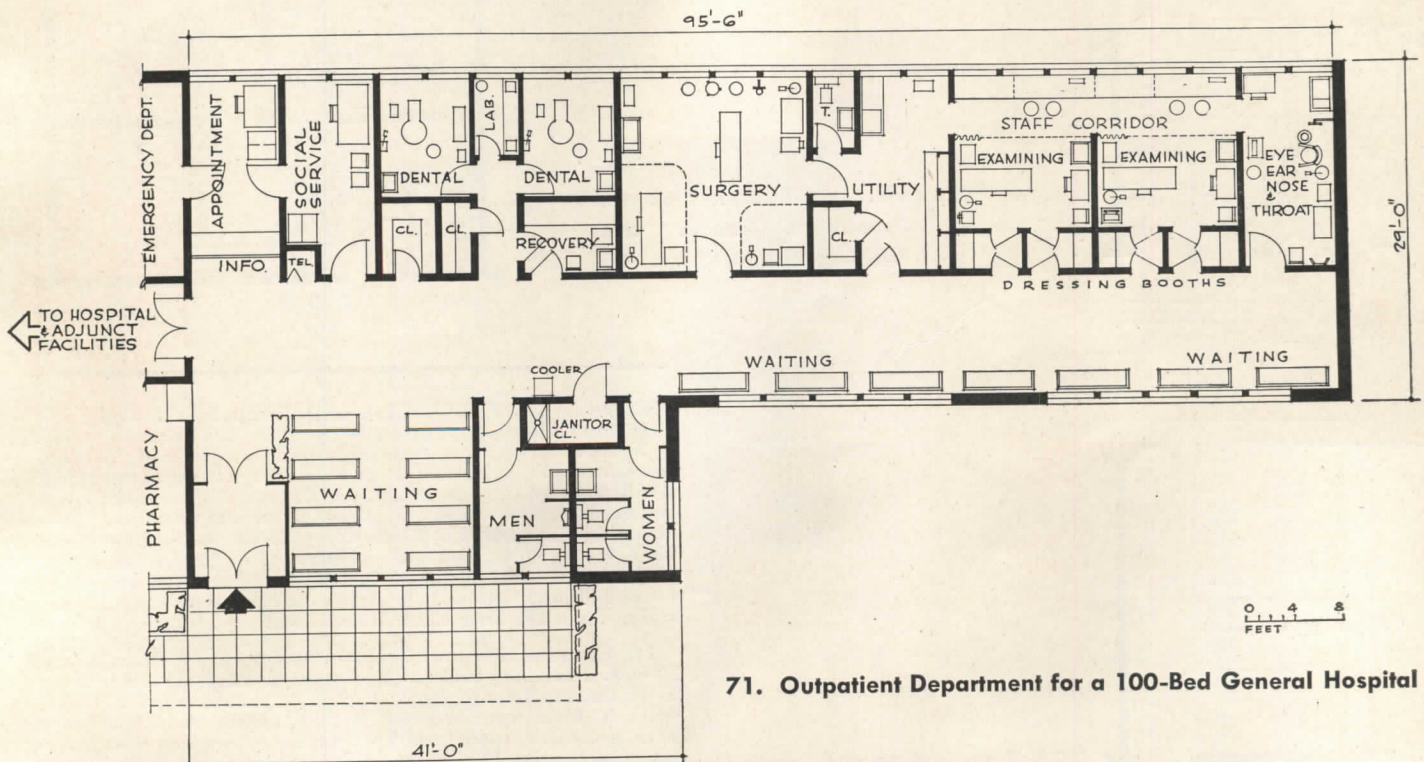 95'-6"
EMERGENCY DEPT.
APPOINTMENT
SOCIAL
SERVICE
DENTAL
LAB.
DENTAL
SURGERY
T.
UTILITY
STAFF CORRIDOR
EXAMINING
EXAMINING
EYE
EAR
NOSE
&
THROAT
29'-0"
INFO.
TEL.
CL.
CL.
RECOVERY
CL.
DRESSING BOOTHS
TO HOSPITAL
& ADJUNCT
FACILITIES
WAITING
WAITING
COOLER
JANITOR
CL.
PHARMACY
WAITING
MEN
WOMEN
0 4 8
FEET
71. Outpatient Department for a 100-Bed General Hospital
41'-0"